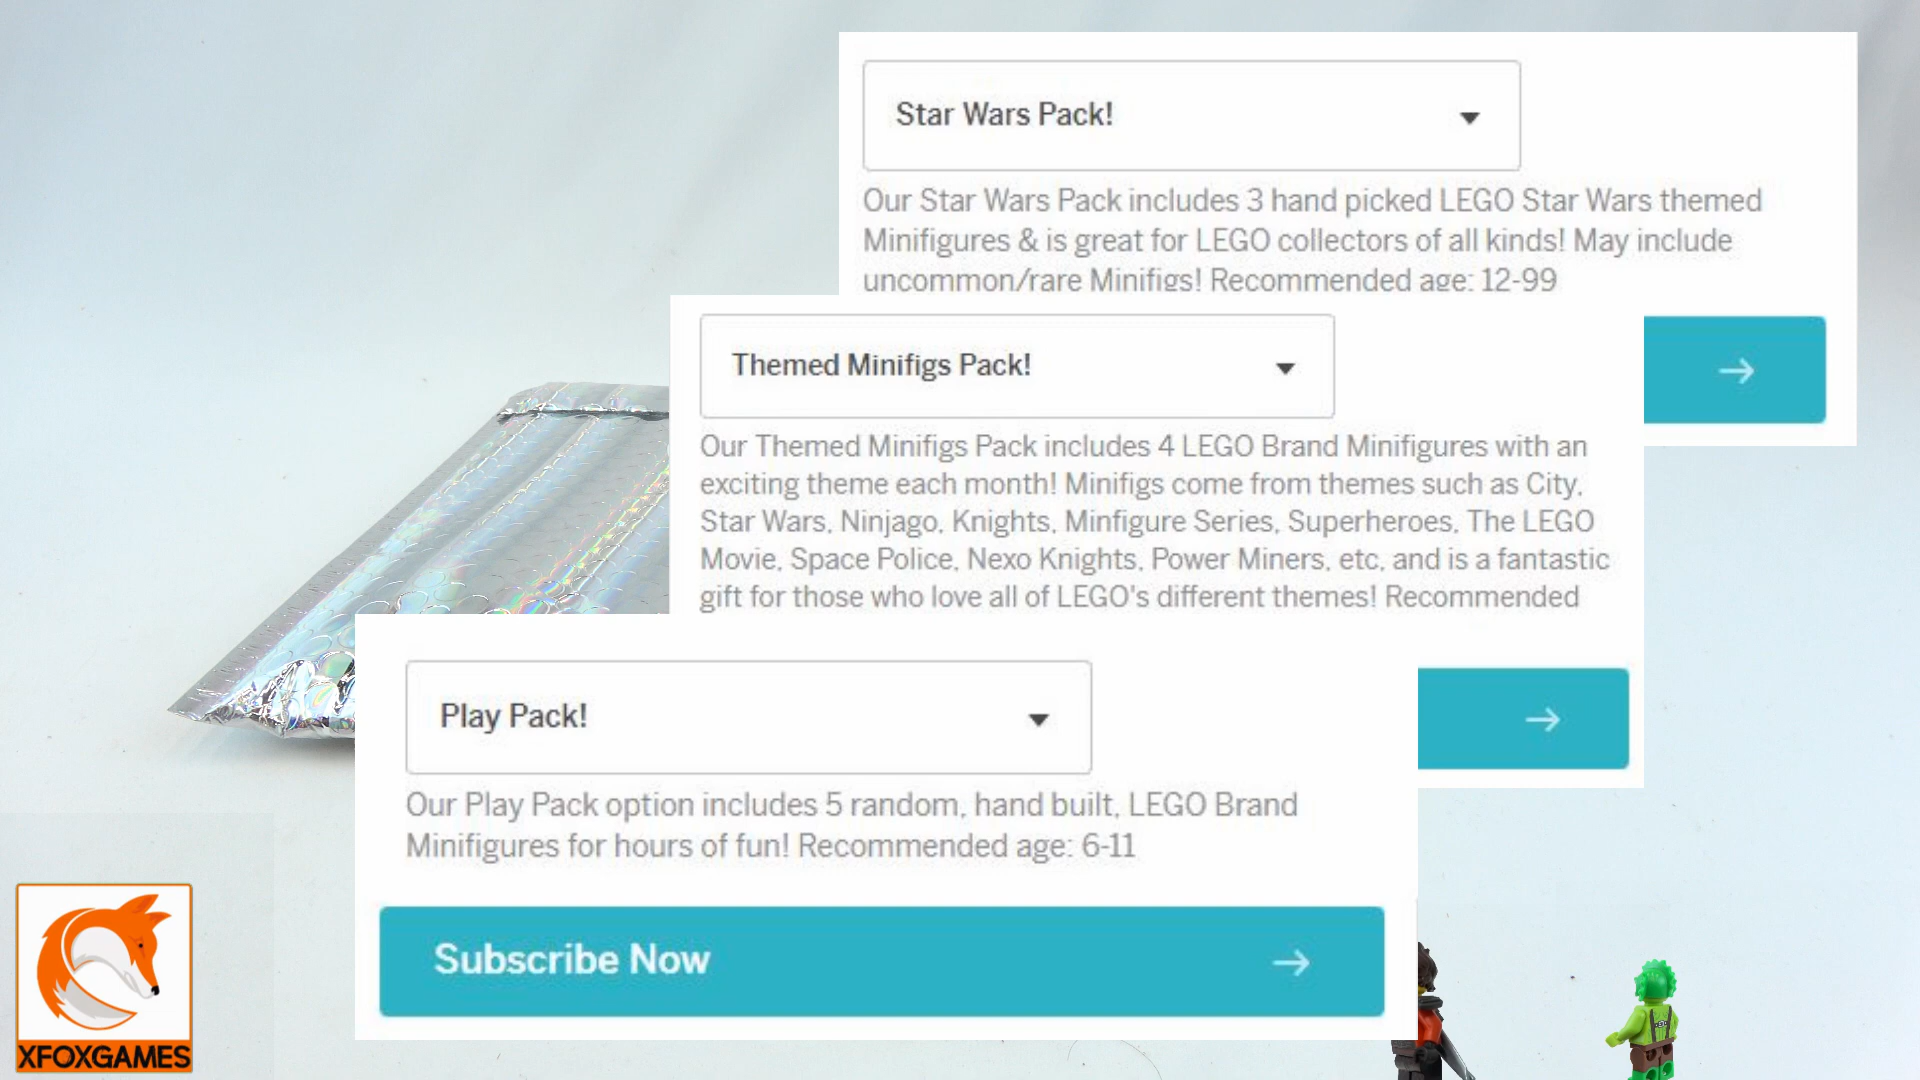 Star Wars Pack!
Our Star Wars Pack includes 3 hand picked LEGO Star Wars themed
Minifigures & is great for LEGO collectors of all kinds! May include
uncommon/rare Minifigs! Recommended age: 12-99
Themed Minifigs Pack!
Our Themed Minifigs Pack includes 4 LEGO Brand Minifigures with an
exciting theme each month! Minifigs come from themes such as City,
Star Wars, Ninjago, Knights, Minfigure Series, Superheroes, The LEGO
Movie, Space Police, Nexo Knights, Power Miners, etc, and is a fantastic
gift for those who love all of LEGO's different themes! Recommended
Play Pack!
Our Play Pack option includes 5 random, hand built, LEGO Brand
Minifigures for hours of fun! Recommended age: 6-11
Subscribe Now
XFOXGAMES